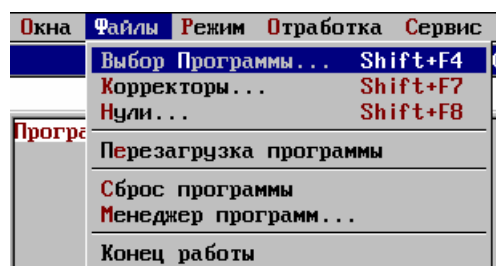 Окна Файлы Режим Отработка Сервис
Выбор Программы... Shift+F4
Корректоры... Shift+F7
Нули... Shift+F8
Програ
Перезагрузка программы
Сброс программы
Менеджер программ...
Конец работы